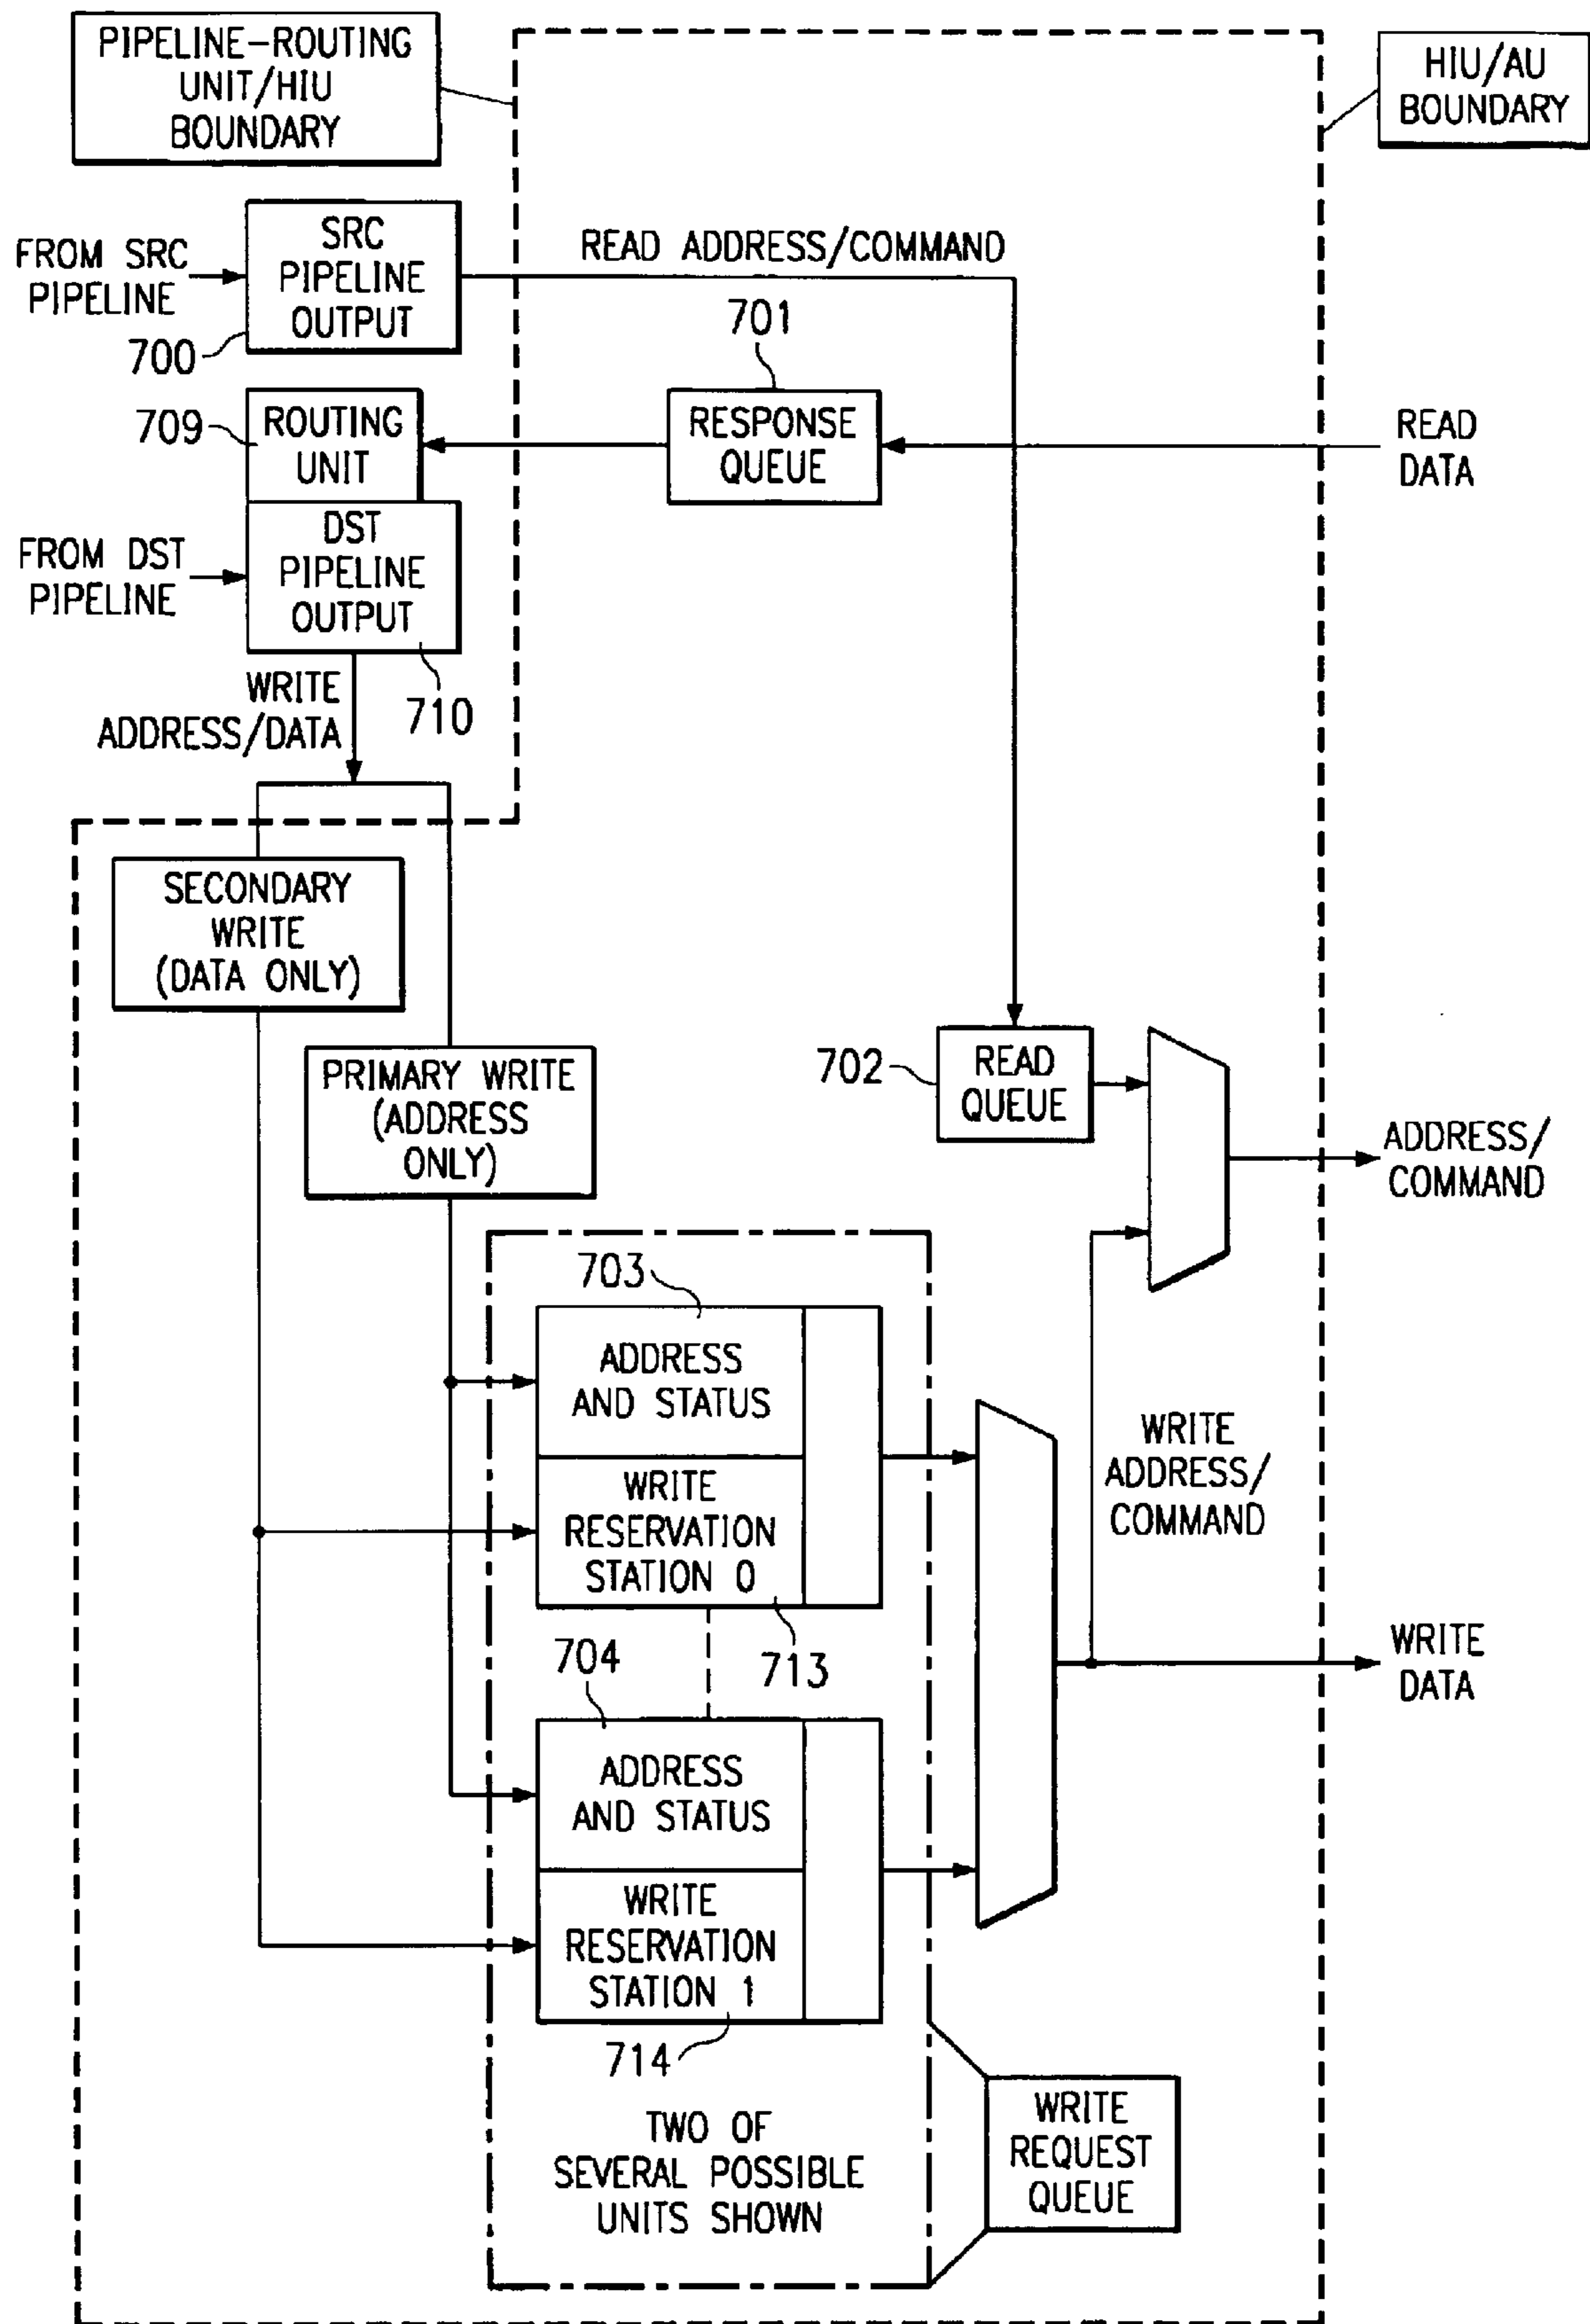 PIPELINE-ROUTING
UNIT/HIU
BOUNDARY
HIU/AU
BOUNDARY
FROM SRC
PIPELINE
SRC
PIPELINE
OUTPUT
700
READ ADDRESS/COMMAND
701
709
ROUTING
UNIT
RESPONSE
QUEUE
READ
DATA
FROM DST
PIPELINE
DST
PIPELINE
OUTPUT
710
WRITE
ADDRESS/DATA
SECONDARY
WRITE
(DATA ONLY)
PRIMARY WRITE
(ADDRESS
ONLY)
702
READ
QUEUE
ADDRESS/
COMMAND
703
ADDRESS
AND STATUS
WRITE
RESERVATION
STATION 0
713
WRITE
ADDRESS/
COMMAND
WRITE
DATA
704
ADDRESS
AND STATUS
WRITE
RESERVATION
STATION 1
714
TWO OF
SEVERAL POSSIBLE
UNITS SHOWN
WRITE
REQUEST
QUEUE